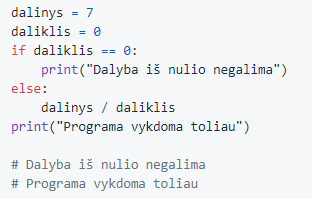 dalinys = 7
daliklis = 0
if daliklis == 0:
    print("Dalyba iš nulio negalima")
else:
    dalinys / daliklis
print("Programa vykdoma toliau")
# Dalyba iš nulio negalima
# Programa vykdoma toliau